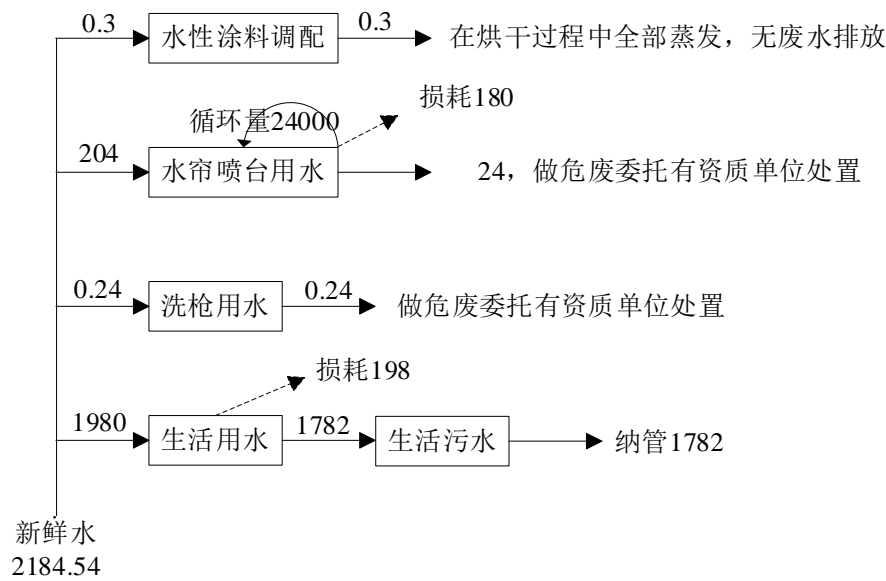 0.3
水性涂料调配
0.3
在烘干过程中全部蒸发，无废水排放
损耗180
循环量24000
204
水帘喷台用水
24，做危废委托有资质单位处置
0.24
洗枪用水
0.24
做危废委托有资质单位处置
损耗198
1980
生活用水
1782
生活污水
纳管1782
新鲜水
2184.54